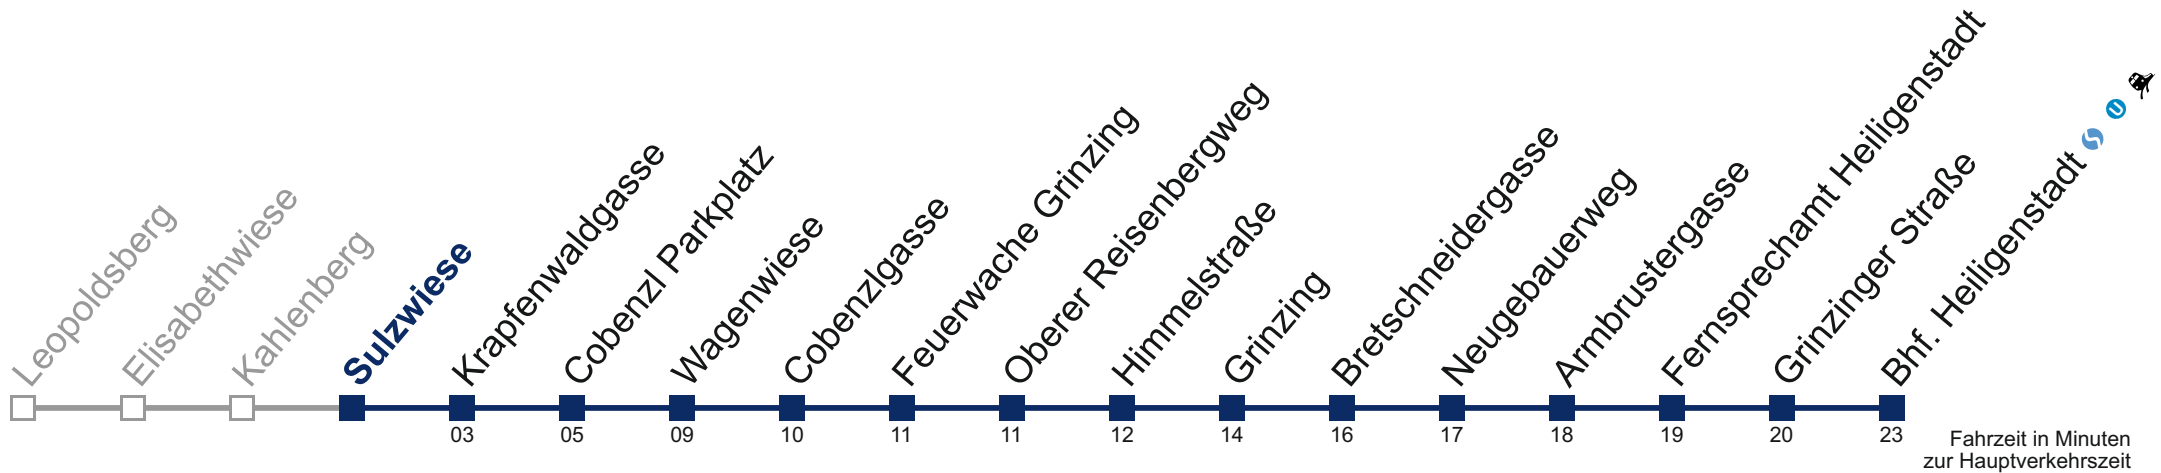 Leopoldsberg
Elisabethwiese
Kahlenberg
Sulzwiese
Krapfenwaldgasse
Cobenzl Parkplatz
Wagenwiese
Cobenzlgasse
Feuerwache Grinzing
Oberer Reisenbergweg
Himmelstraße
Grinzing
Bretschneidergasse
Neugebauerweg
Armbrustergasse
Fernsprechamt Heiligenstadt
Grinzinger Straße
Bhf. Heiligenstadt S U
03 05 09 10 11 11 12 14 16 17 18 19 20 23
Fahrzeit in Minuten
zur Hauptverkehrszeit